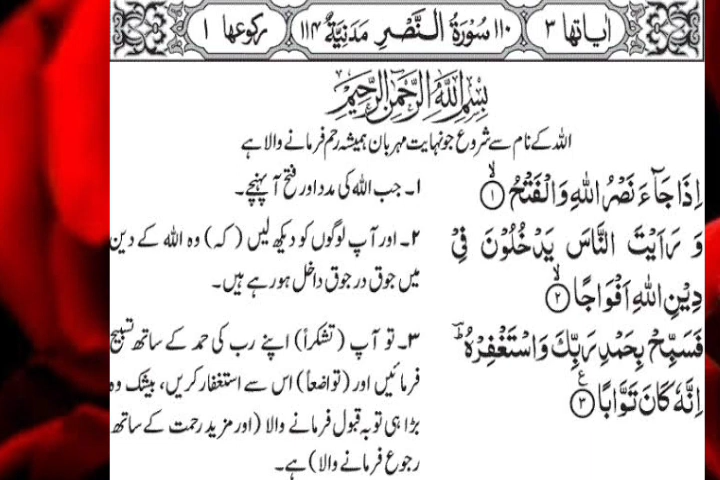 اٰیاتها ۳
۱۱۰ سُوْرَةُ النَّصْرِ مَدَنِيَّةٌ ۱۱۴
رکوعها ۱
بِسْمِ اللّٰهِ الرَّحْمٰنِ الرَّحِيْمِ
اللہ کے نام سے شروع جو نہایت مہربان ہمیشہ رحم فرمانے والا ہے
اِذَا جَآءَ نَصْرُ اللّٰهِ وَ الْفَتْحُ ۙ﴿۱﴾
وَ رَاَيْتَ النَّاسَ يَدْخُلُوْنَ فِيْ
دِيْنِ اللّٰهِ اَفْوَاجًا ۙ﴿۲﴾
فَسَبِّحْ بِحَمْدِ رَبِّكَ وَ اسْتَغْفِرْهُ ؕ
اِنَّهٗ كَانَ تَوَّابًا ﴿۳﴾ ع
۱۔ جب اللہ کی مدد اور فتح آ پہنچے۔
۲۔ اور آپ لوگوں کو دیکھ لیں (کہ) وہ اللہ کے دین
میں جوق در جوق داخل ہو رہے ہیں۔
۳۔ تو آپ (تشکراً) اپنے رب کی حمد کے ساتھ تسبیح
فرمائیں اور (تواضعاً) اس سے استغفار کریں، بیشک وہ
بڑا ہی توبہ قبول فرمانے والا (اور مزید رحمت کے ساتھ
رجوع فرمانے والا) ہے۔